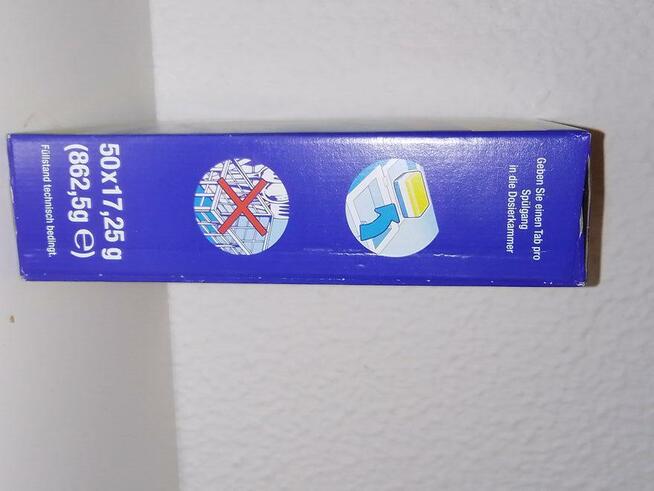 Geben Sie einen Tab pro
Spülgang
in die Dosierkammer
50x17,25 g
(862,5g ℮)
Füllstand technisch bedingt.